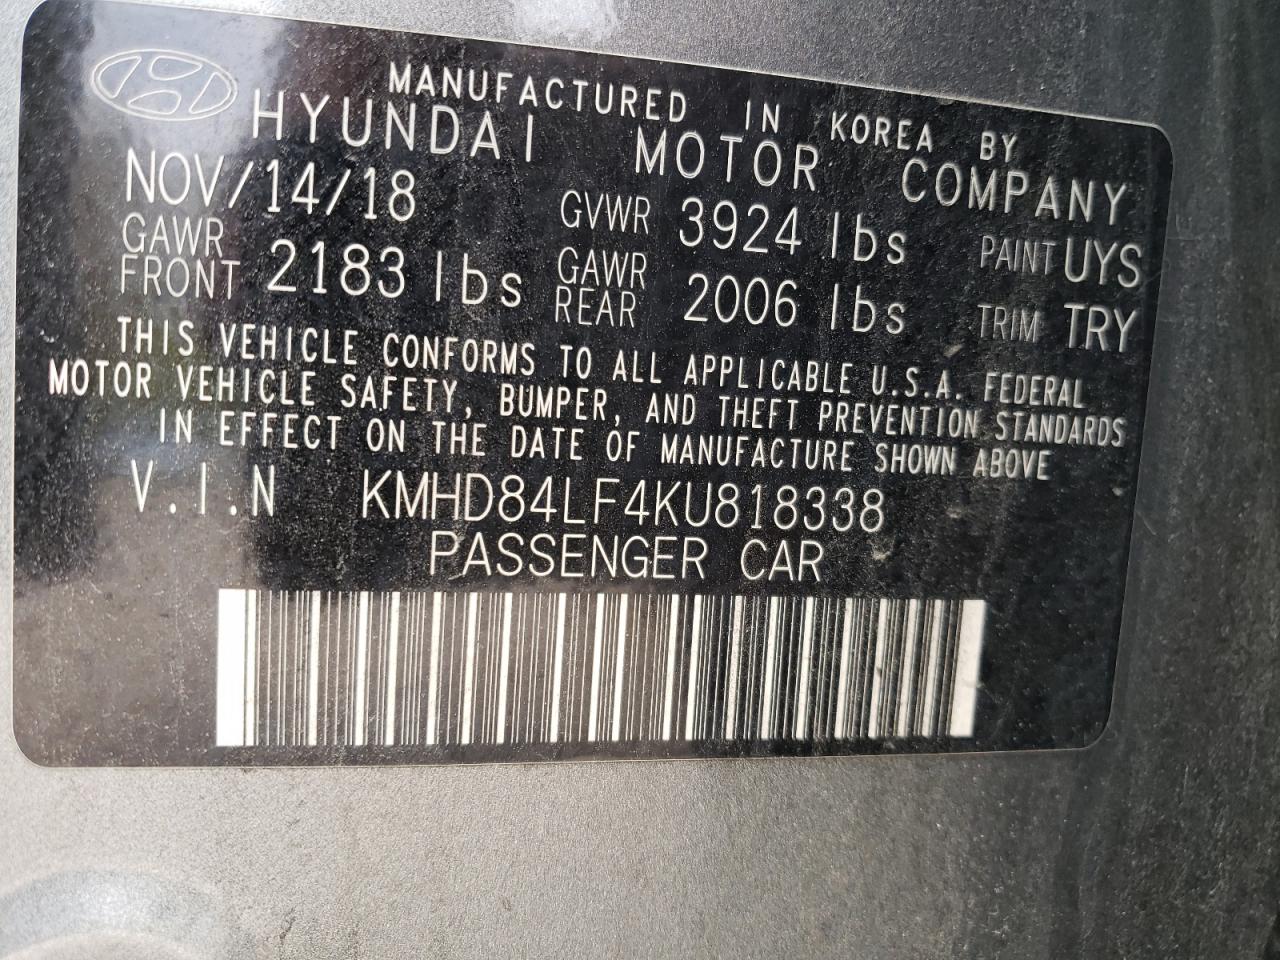 MANUFACTURED IN KOREA BY
HYUNDAI MOTOR COMPANY
NOV/14/18 GVWR 3924 lbs PAINT UYS
GAWR FRONT 2183 lbs GAWR REAR 2006 lbs TRIM TRY
THIS VEHICLE CONFORMS TO ALL APPLICABLE U.S.A. FEDERAL
MOTOR VEHICLE SAFETY, BUMPER, AND THEFT PREVENTION STANDARDS
IN EFFECT ON THE DATE OF MANUFACTURE SHOWN ABOVE
V.I.N KMHD84LF4KU818338
PASSENGER CAR